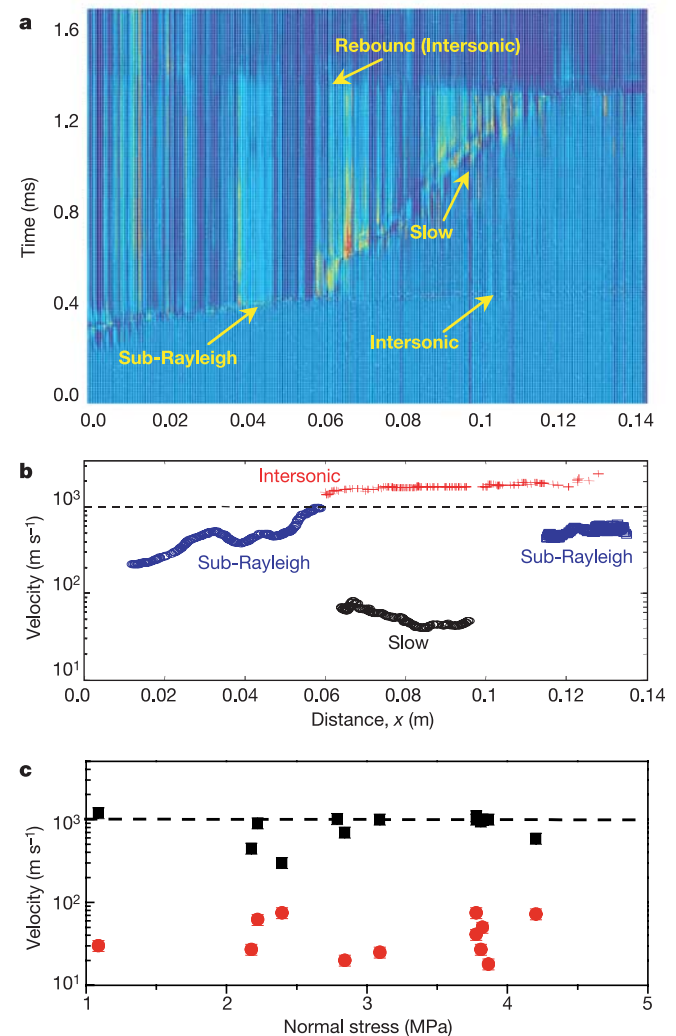 a
1.6
Rebound (Intersonic)
1.2
Time (ms)
0.8
Slow
0.4
Sub-Rayleigh
Intersonic
0.0
0.0 0.02 0.04 0.06 0.08 0.1 0.12 0.14
b
Intersonic
10³
Velocity (m s⁻¹)
Sub-Rayleigh
Sub-Rayleigh
10²
Slow
10¹
0.0 0.02 0.04 0.06 0.08 0.1 0.12 0.14
Distance, x (m)
c
10³
Velocity (m s⁻¹)
10²
10¹
1 2 3 4 5
Normal stress (MPa)